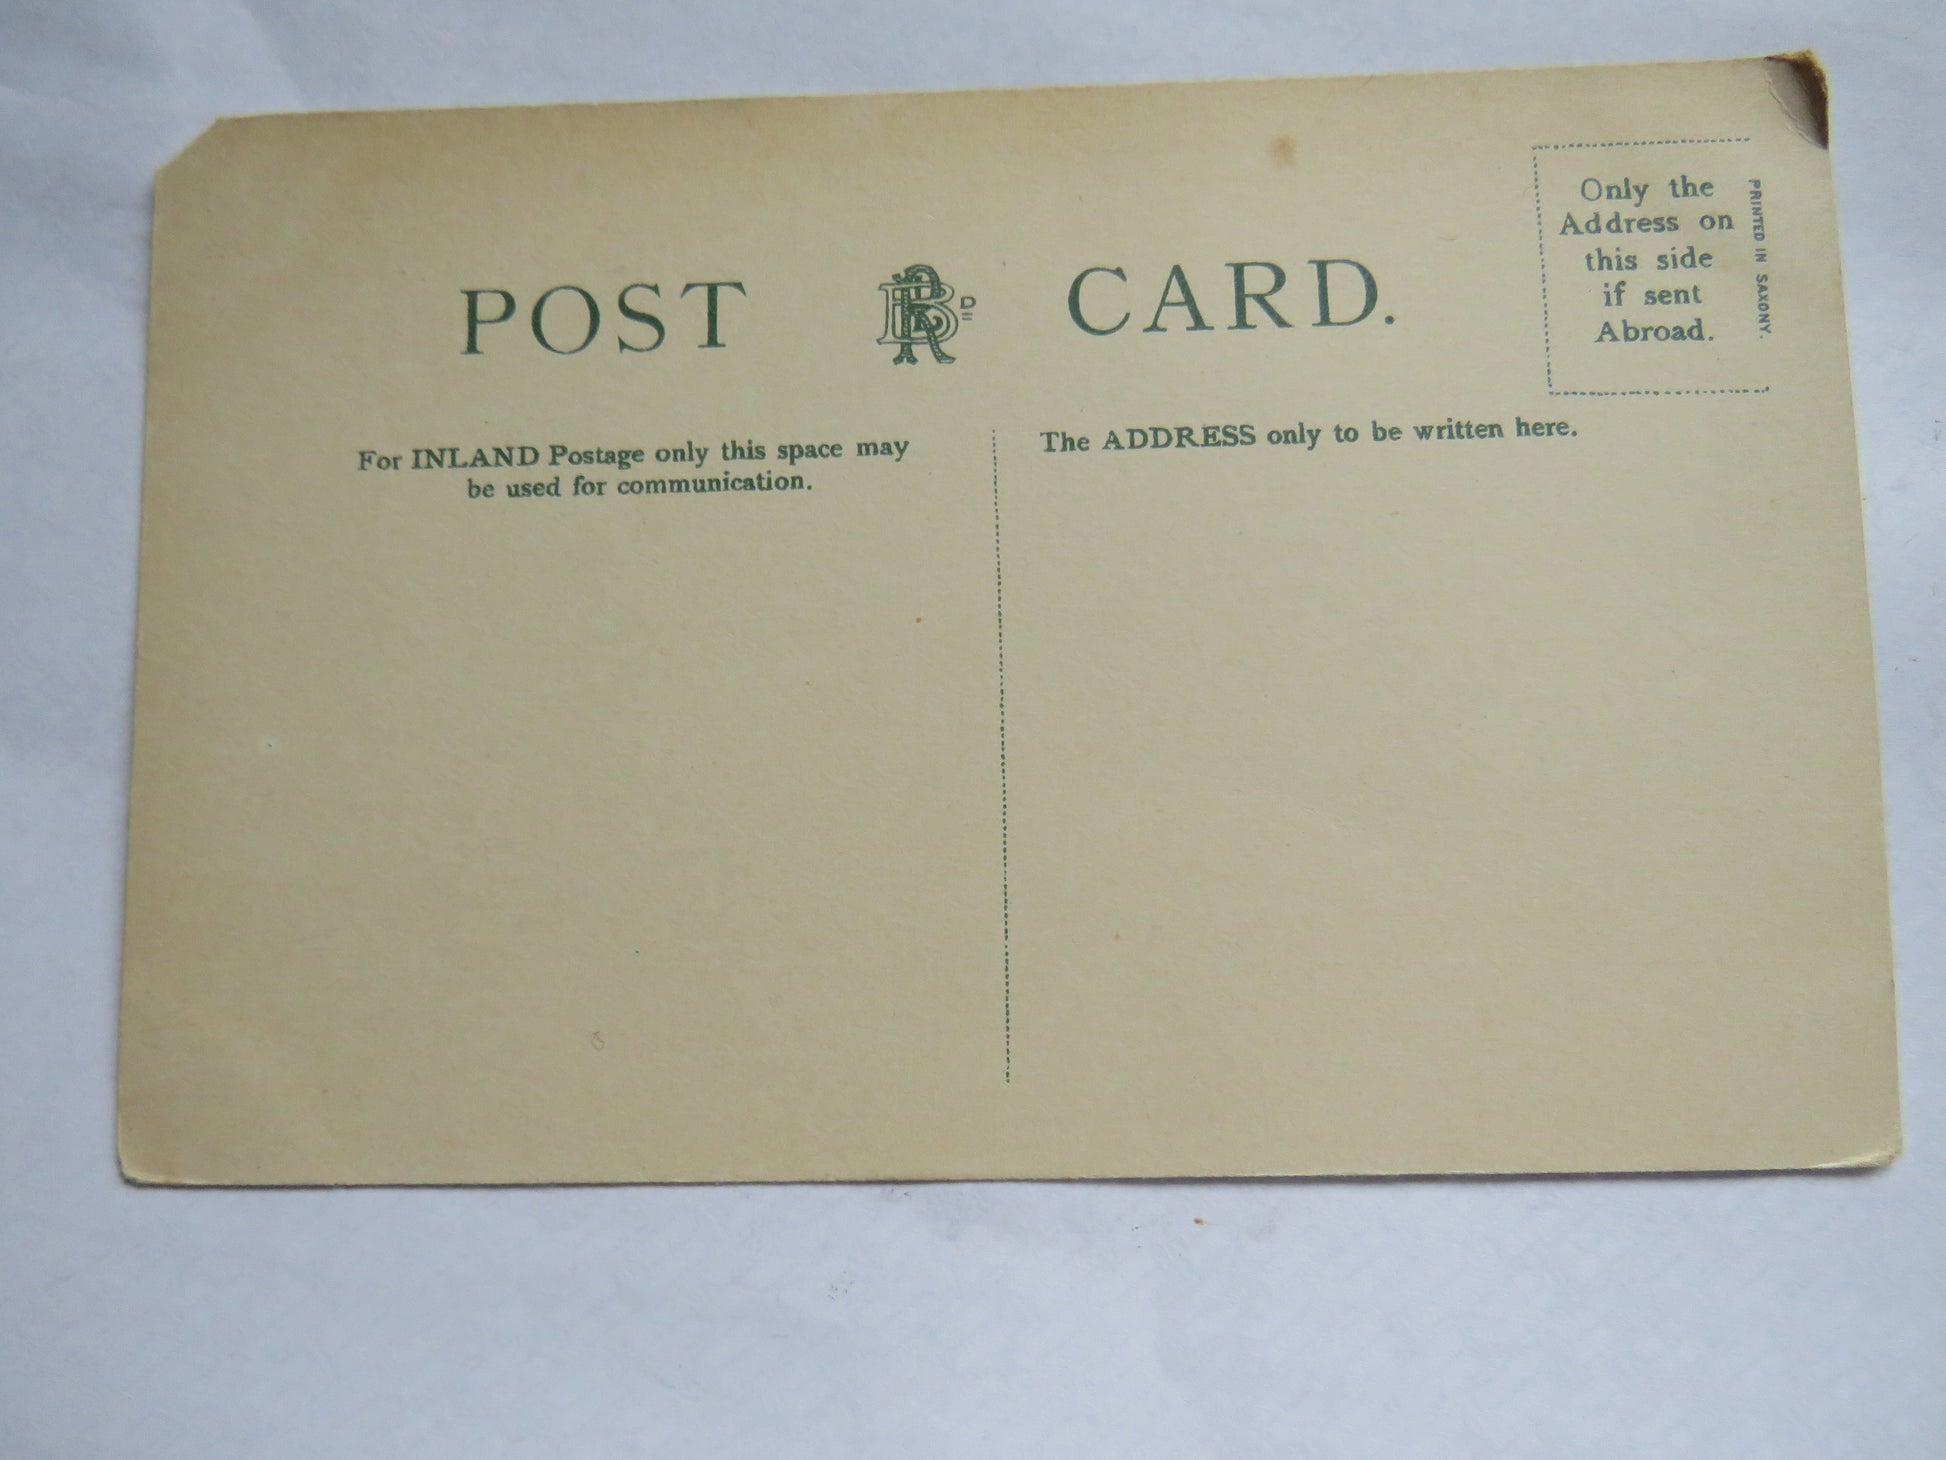 POST RB D CARD.
Only the
Address on
this side
if sent
Abroad.
PRINTED IN SAXONY.
For INLAND Postage only this space may
be used for communication.
The ADDRESS only to be written here.